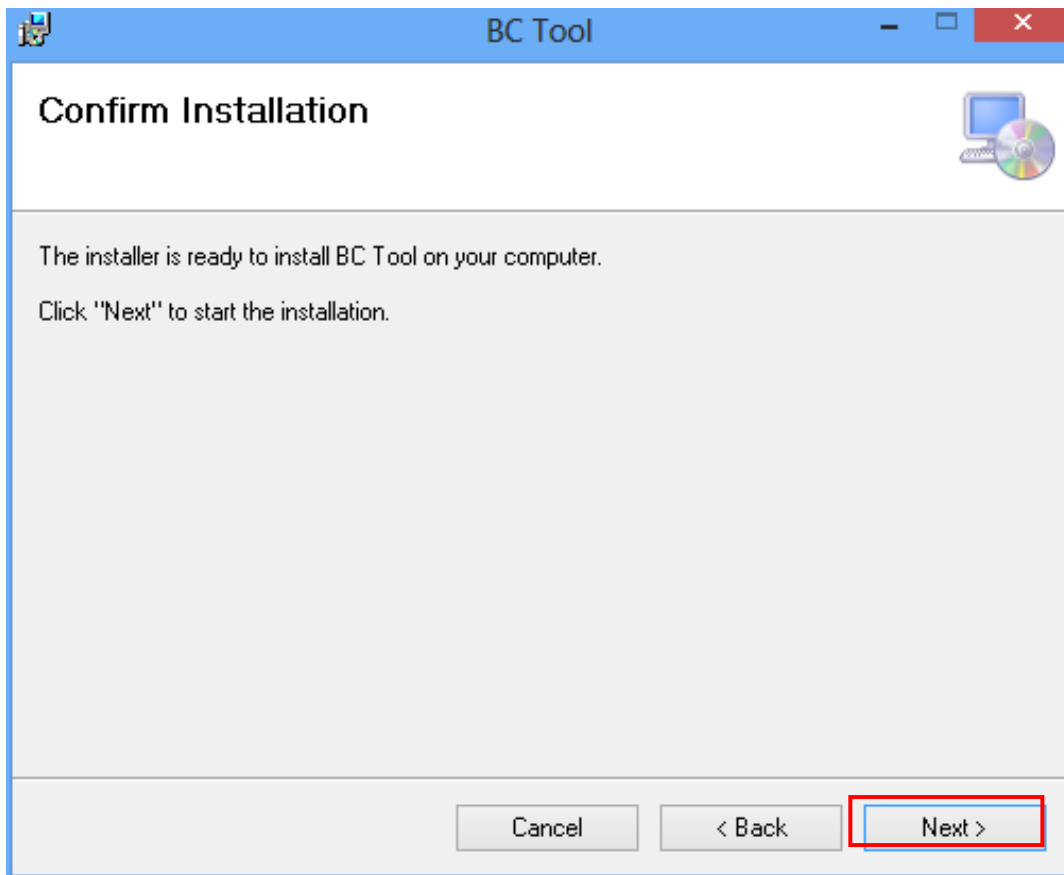 BC Tool
Confirm Installation
The installer is ready to install BC Tool on your computer.
Click "Next" to start the installation.
Cancel
< Back
Next >